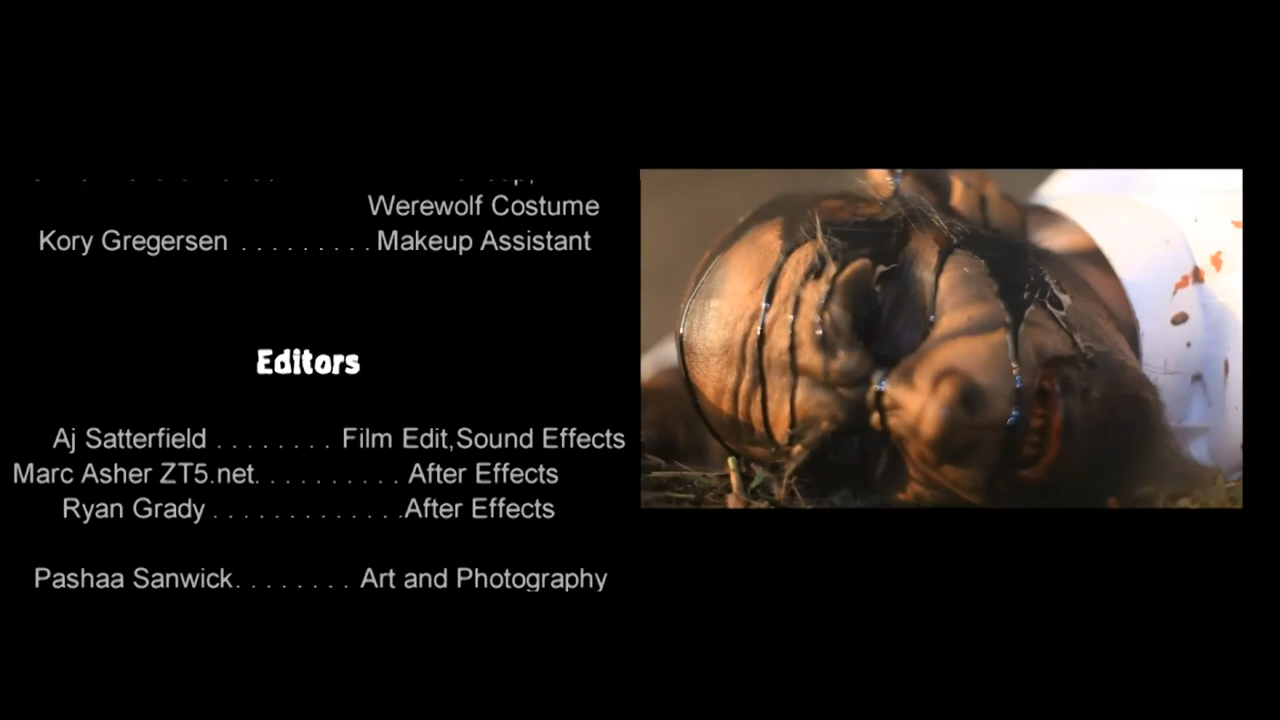 Werewolf Costume
Kory Gregersen . . . . . . . . . Makeup Assistant
Editors
Aj Satterfield . . . . . . . . Film Edit,Sound Effects
Marc Asher ZT5.net. . . . . . . . . . After Effects
Ryan Grady . . . . . . . . . . . . .After Effects
Pashaa Sanwick. . . . . . . . Art and Photography